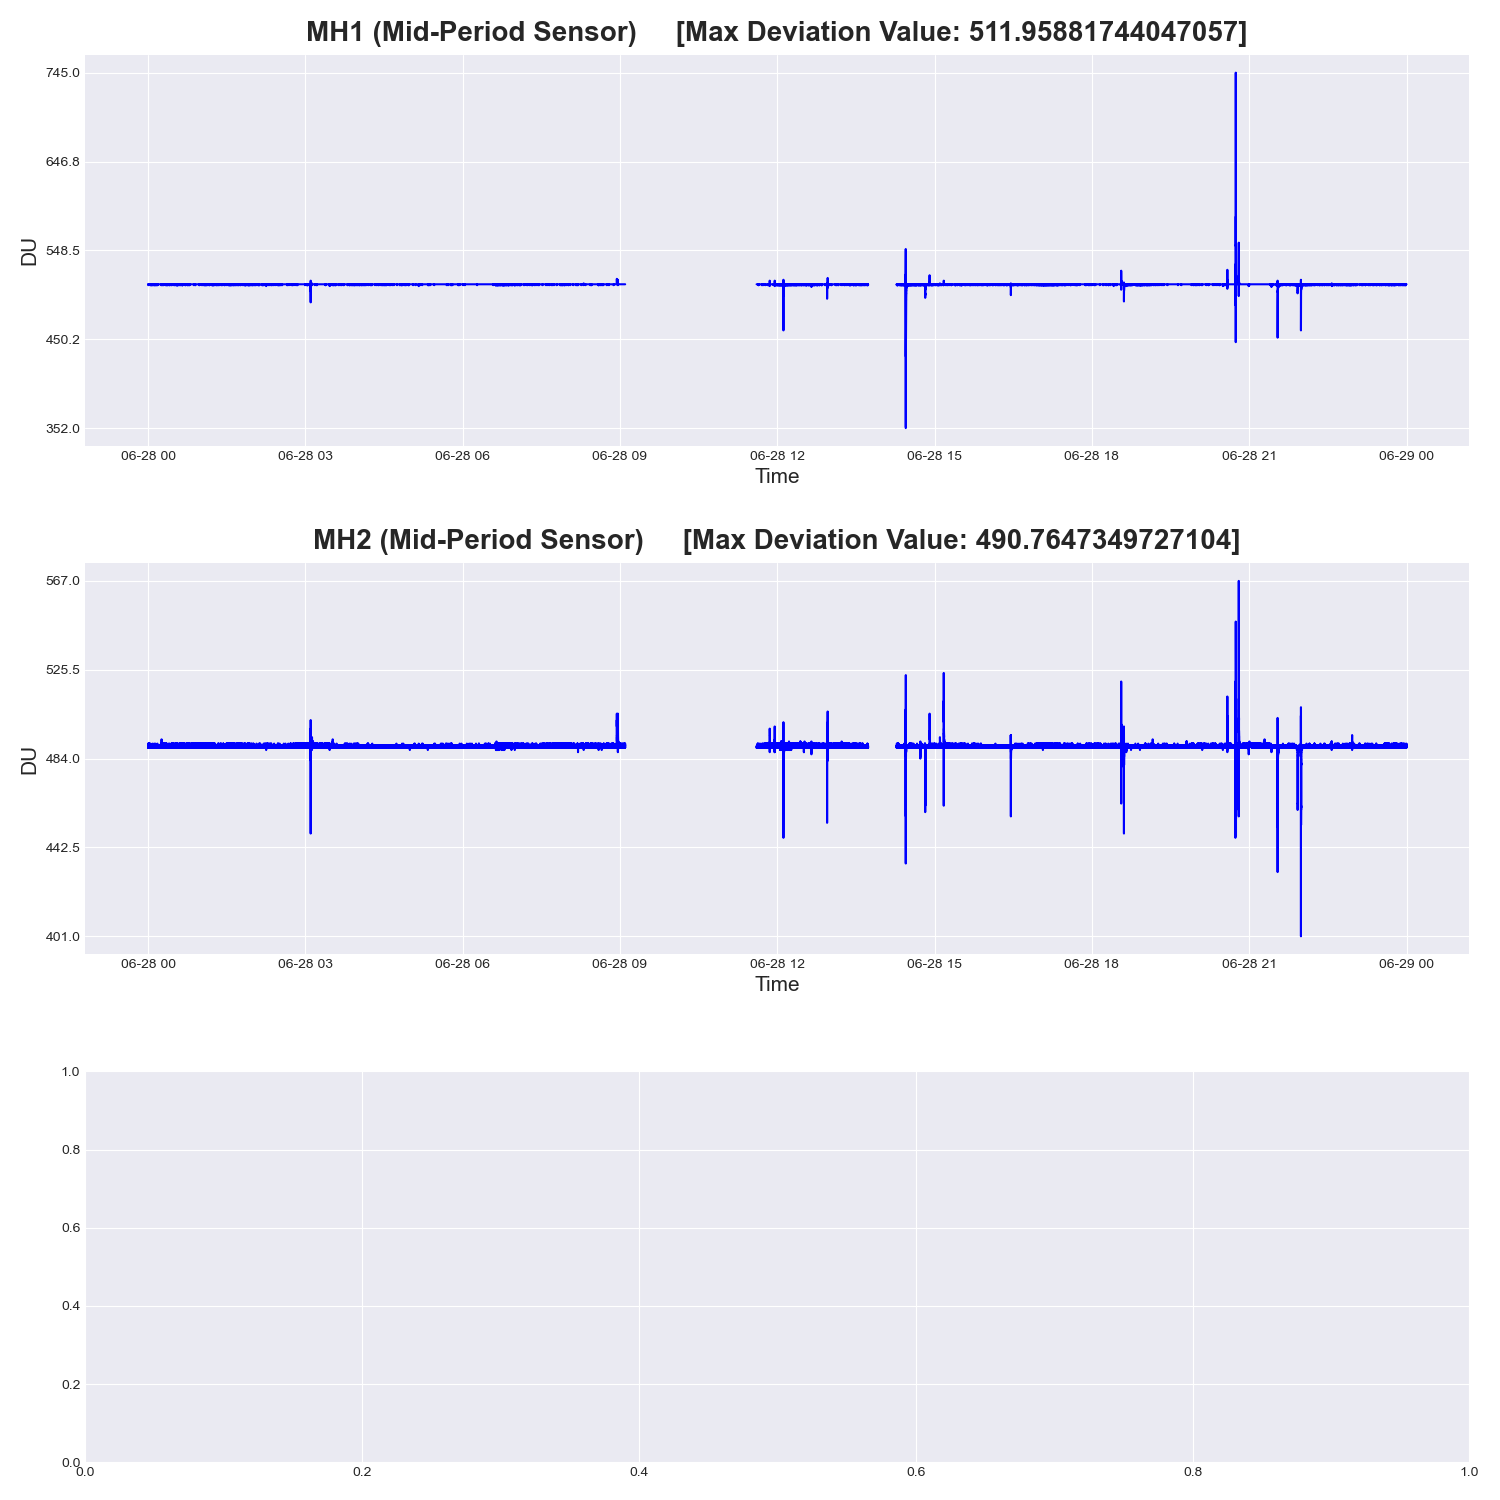 MH1 (Mid-Period Sensor) [Max Deviation Value: 511.95881744047057]
745.0
646.8
548.5
450.2
352.0
DU
06-28 00 06-28 03 06-28 06 06-28 09 06-28 12 06-28 15 06-28 18 06-28 21 06-29 00
Time
MH2 (Mid-Period Sensor) [Max Deviation Value: 490.7647349727104]
567.0
525.5
484.0
442.5
401.0
DU
06-28 00 06-28 03 06-28 06 06-28 09 06-28 12 06-28 15 06-28 18 06-28 21 06-29 00
Time
1.0
0.8
0.6
0.4
0.2
0.0
0.0 0.2 0.4 0.6 0.8 1.0